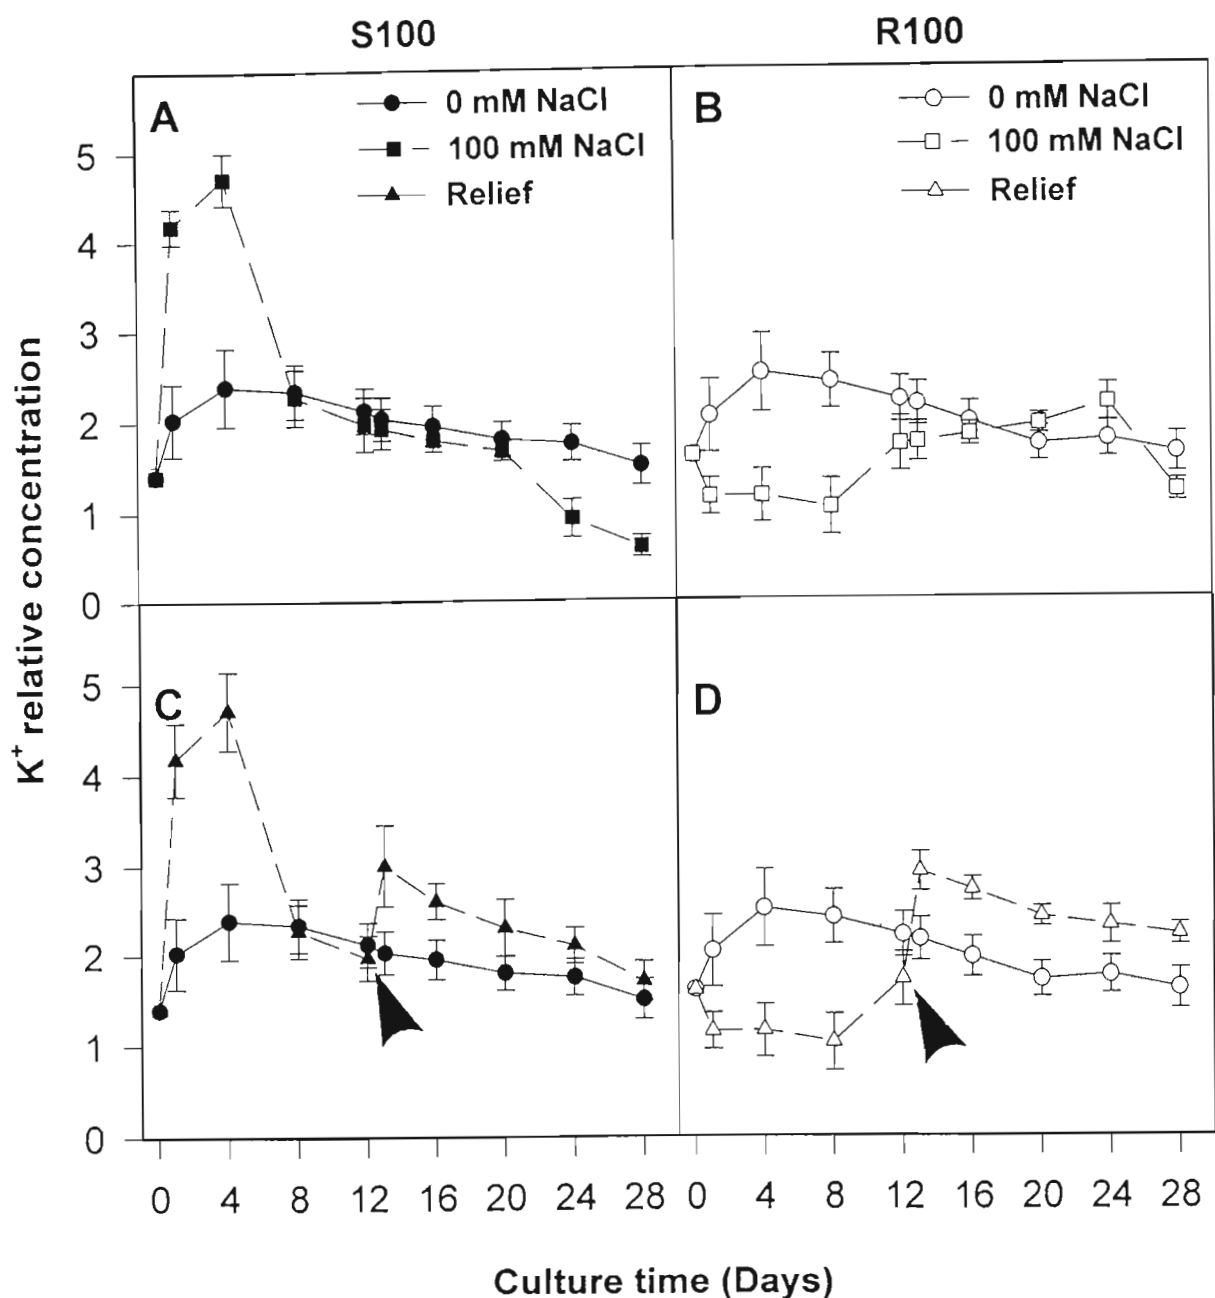 S100
R100
A
0 mM NaCl
100 mM NaCl
Relief
B
0 mM NaCl
100 mM NaCl
Relief
5
4
3
2
1
0
K+ relative concentration
C
D
5
4
3
2
1
0
0 4 8 12 16 20 24 28
0 4 8 12 16 20 24 28
Culture time (Days)